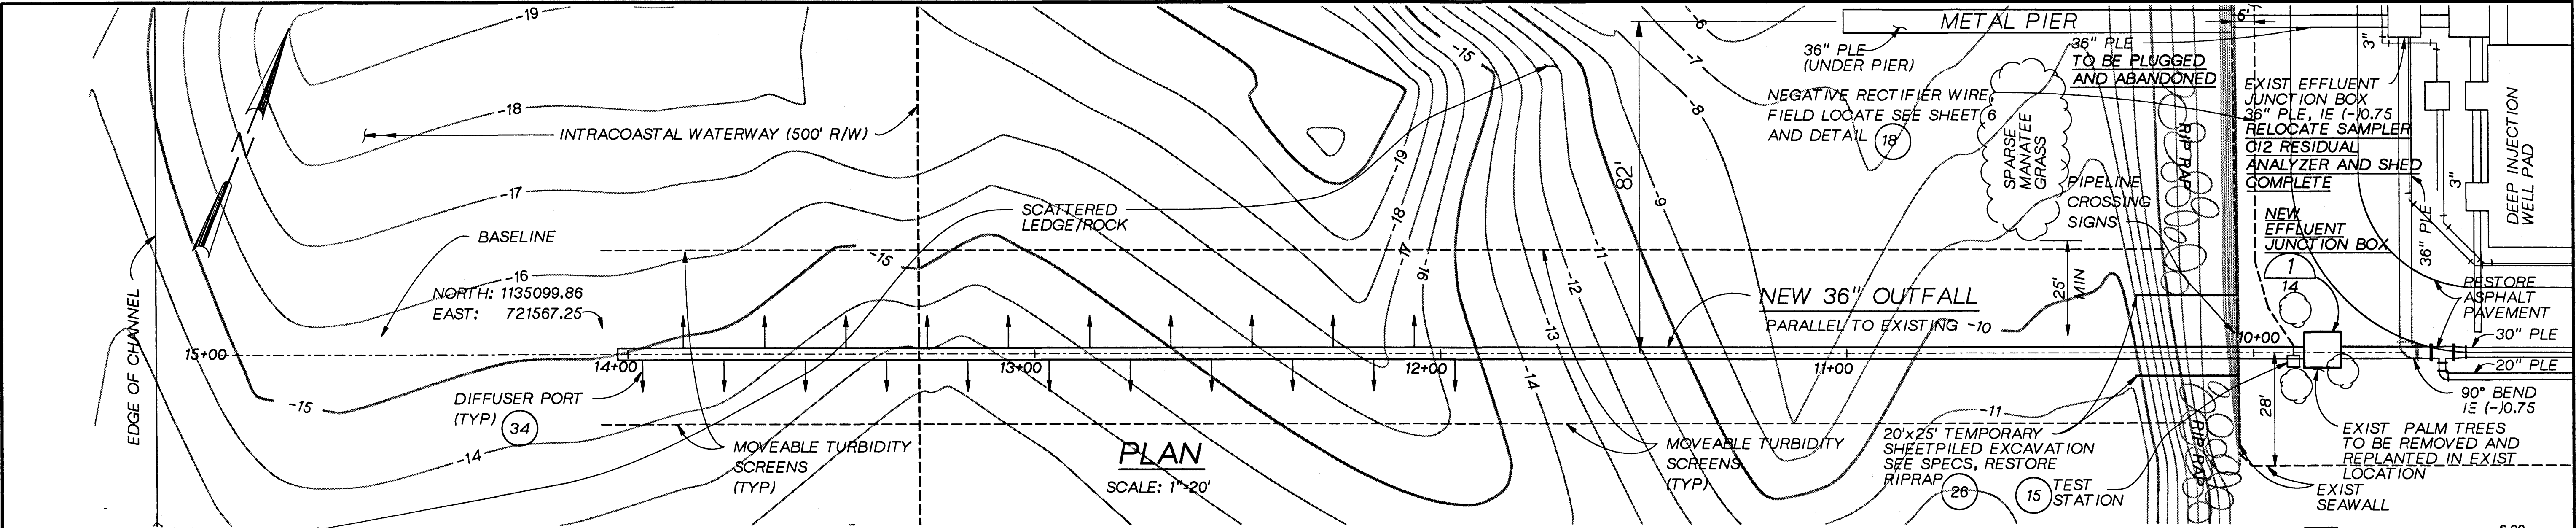 -19
-18
INTRACOASTAL WATERWAY (500' R/W)
-17
BASELINE
-16
NORTH: 1135099.86
EAST: 721567.25
EDGE OF CHANNEL
15+00
-15
14+00
DIFFUSER PORT
(TYP)
34
-14
MOVEABLE TURBIDITY
SCREENS
(TYP)
SCATTERED
LEDGE/ROCK
-15
13+00
PLAN
SCALE: 1"=20'
-15
-19
-18
-17
-16
12+00
-14
-13
-12
-11
-9
-8
-7
-6
82'
METAL PIER
36" PLE
(UNDER PIER)
NEGATIVE RECTIFIER WIRE,
FIELD LOCATE SEE SHEET 6
AND DETAIL 18
36" PLE
TO BE PLUGGED
AND ABANDONED
SPARSE
MANATEE
GRASS
PIPELINE
CROSSING
SIGNS
25'
MIN
NEW 36" OUTFALL
PARALLEL TO EXISTING
-10
11+00
-11
MOVEABLE TURBIDITY
SCREENS
(TYP)
20'x25' TEMPORARY
SHEETPILED EXCAVATION
SEE SPECS, RESTORE
RIPRAP
26
15
TEST
STATION
RIP RAP
RIP RAP
6'
EXIST EFFLUENT
JUNCTION BOX
36" PLE, IE (-)0.75
RELOCATE SAMPLER
Cl2 RESIDUAL
ANALYZER AND SHED
COMPLETE
NEW
EFFLUENT
JUNCTION BOX
1
14
10+00
28'
3"
3"
36" PLE
DEEP INJECTION
WELL PAD
RESTORE
ASPHALT
PAVEMENT
30" PLE
20" PLE
90° BEND
IE (-)0.75
EXIST PALM TREES
TO BE REMOVED AND
REPLANTED IN EXIST
LOCATION
EXIST
SEAWALL